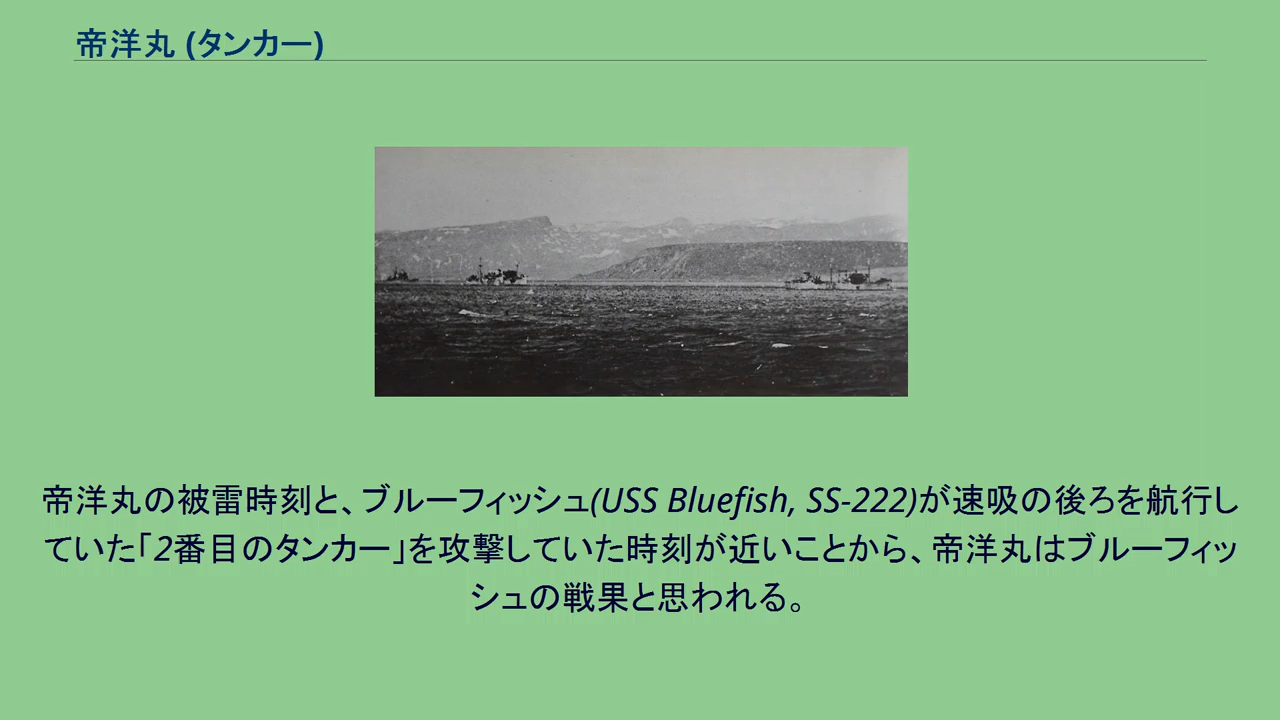 帝洋丸 (タンカー)
帝洋丸の被雷時刻と、ブルーフィッシュ(USS Bluefish, SS-222)が速吸の後ろを航行し
ていた「2番目のタンカー」を攻撃していた時刻が近いことから、帝洋丸はブルーフィッ
シュの戦果と思われる。